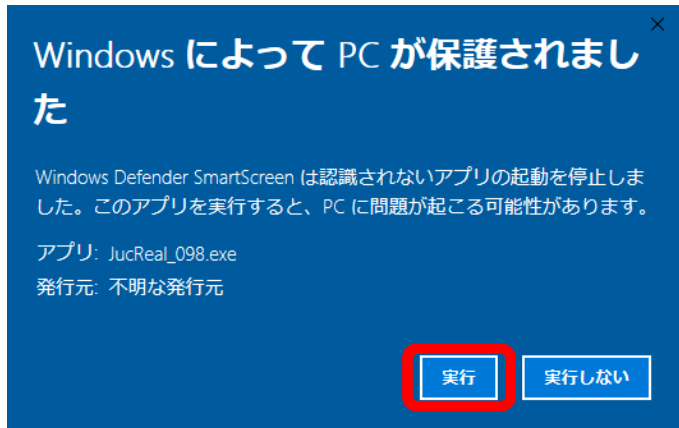 Windows によって PC が保護されまし
た
Windows Defender SmartScreen は認識されないアプリの起動を停止しま
した。このアプリを実行すると、PC に問題が起こる可能性があります。
アプリ: JucReal_098.exe
発行元: 不明な発行元
実行 実行しない